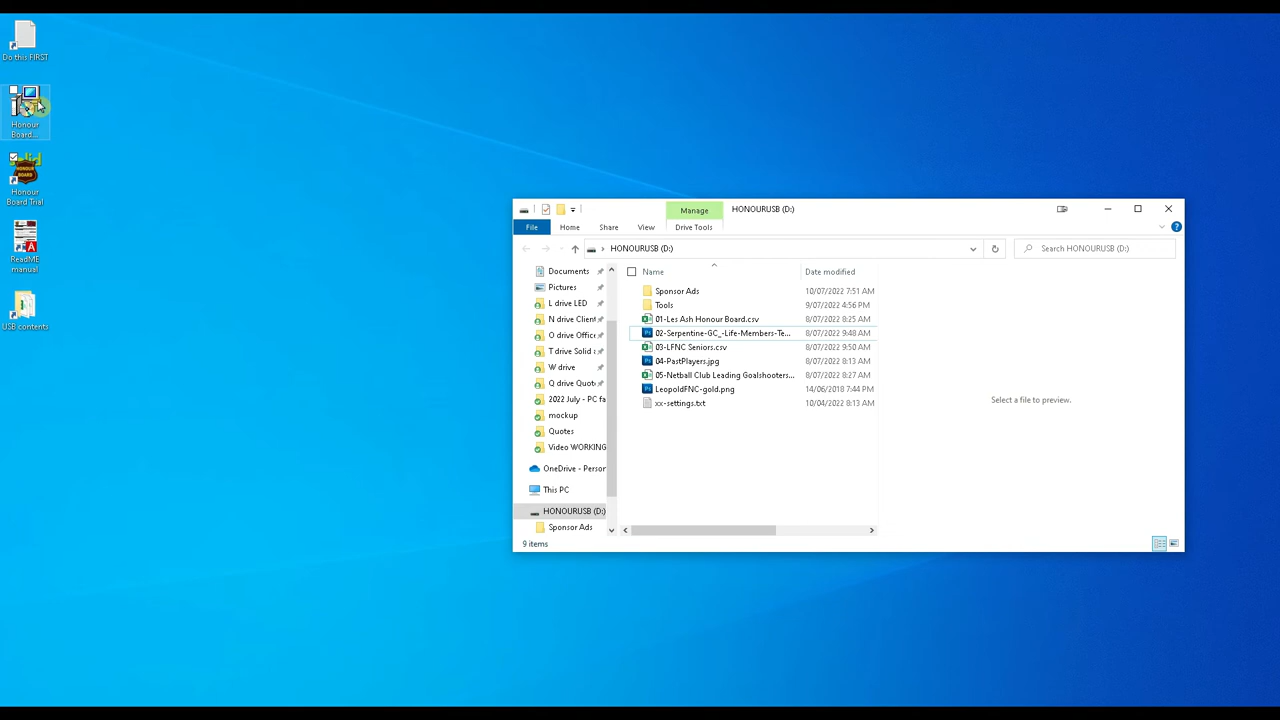 Do this FIRST
Honour
Board...
Honour
Board Trial
ReadME
manual
USB contents
Manage
HONOURUSB (D:)
File
Home
Share
View
Drive Tools
HONOURUSB (D:)
Search HONOURUSB (D:)
Documents
Pictures
L drive LED
N drive Client
O drive Office
T drive Solid a
W drive
Q drive Quote
2022 July - PC fa
mockup
Quotes
Video WORKING
OneDrive - Person
This PC
HONOURUSB (D:)
Sponsor Ads
Name
Date modified
Sponsor Ads
10/07/2022 7:51 AM
Tools
9/07/2022 4:56 PM
01-Les Ash Honour Board.csv
8/07/2022 8:25 AM
02-Serpentine-GC_-Life-Members-Te...
8/07/2022 9:48 AM
03-LFNC Seniors.csv
8/07/2022 9:50 AM
04-PastPlayers.jpg
8/07/2022 8:13 AM
05-Netball Club Leading Goalshooters...
8/07/2022 8:27 AM
LeopoldFNC-gold.png
14/06/2018 7:44 PM
xx-settings.txt
10/04/2022 8:13 AM
Select a file to preview.
9 items